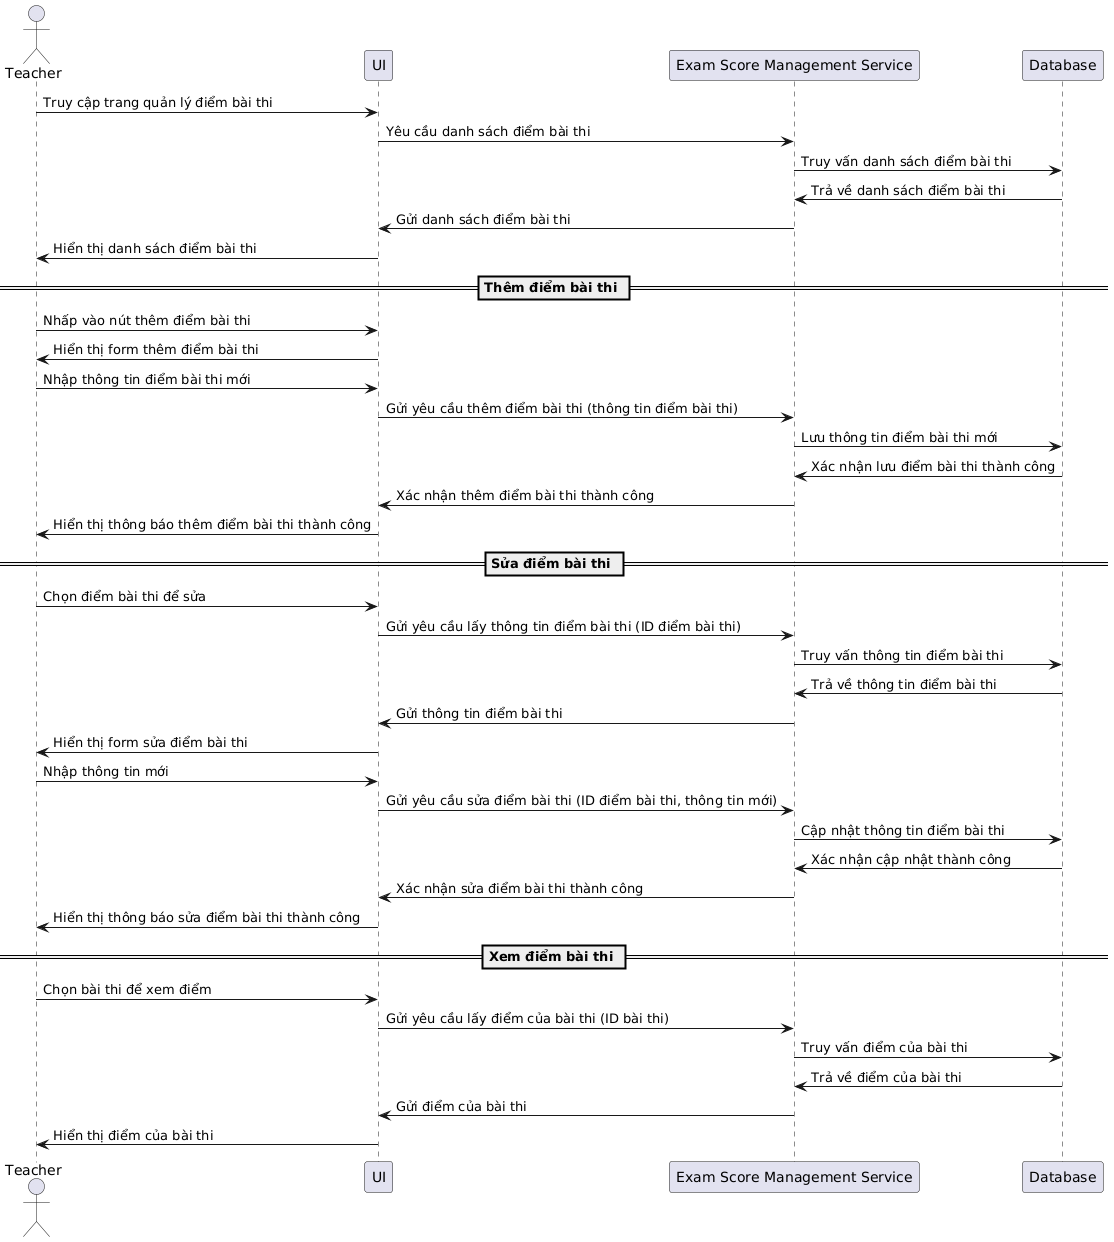 Teacher
UI
Exam Score Management Service
Database
Truy cập trang quản lý điểm bài thi
Yêu cầu danh sách điểm bài thi
Truy vấn danh sách điểm bài thi
Trả về danh sách điểm bài thi
Gửi danh sách điểm bài thi
Hiển thị danh sách điểm bài thi
Thêm điểm bài thi
Nhấp vào nút thêm điểm bài thi
Hiển thị form thêm điểm bài thi
Nhập thông tin điểm bài thi mới
Gửi yêu cầu thêm điểm bài thi (thông tin điểm bài thi)
Lưu thông tin điểm bài thi mới
Xác nhận lưu điểm bài thi thành công
Xác nhận thêm điểm bài thi thành công
Hiển thị thông báo thêm điểm bài thi thành công
Sửa điểm bài thi
Chọn điểm bài thi để sửa
Gửi yêu cầu lấy thông tin điểm bài thi (ID điểm bài thi)
Truy vấn thông tin điểm bài thi
Trả về thông tin điểm bài thi
Gửi thông tin điểm bài thi
Hiển thị form sửa điểm bài thi
Nhập thông tin mới
Gửi yêu cầu sửa điểm bài thi (ID điểm bài thi, thông tin mới)
Cập nhật thông tin điểm bài thi
Xác nhận cập nhật thành công
Xác nhận sửa điểm bài thi thành công
Hiển thị thông báo sửa điểm bài thi thành công
Xem điểm bài thi
Chọn bài thi để xem điểm
Gửi yêu cầu lấy điểm của bài thi (ID bài thi)
Truy vấn điểm của bài thi
Trả về điểm của bài thi
Gửi điểm của bài thi
Hiển thị điểm của bài thi
Teacher
UI
Exam Score Management Service
Database